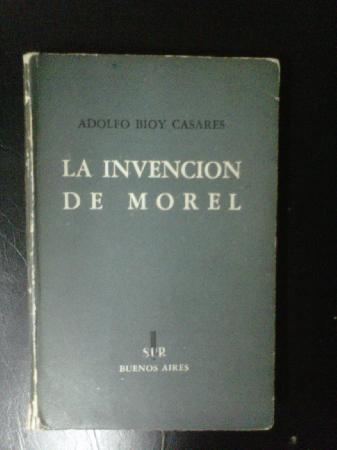 ADOLFO BIOY CASARES
LA INVENCION
DE MOREL
SUR
BUENOS AIRES